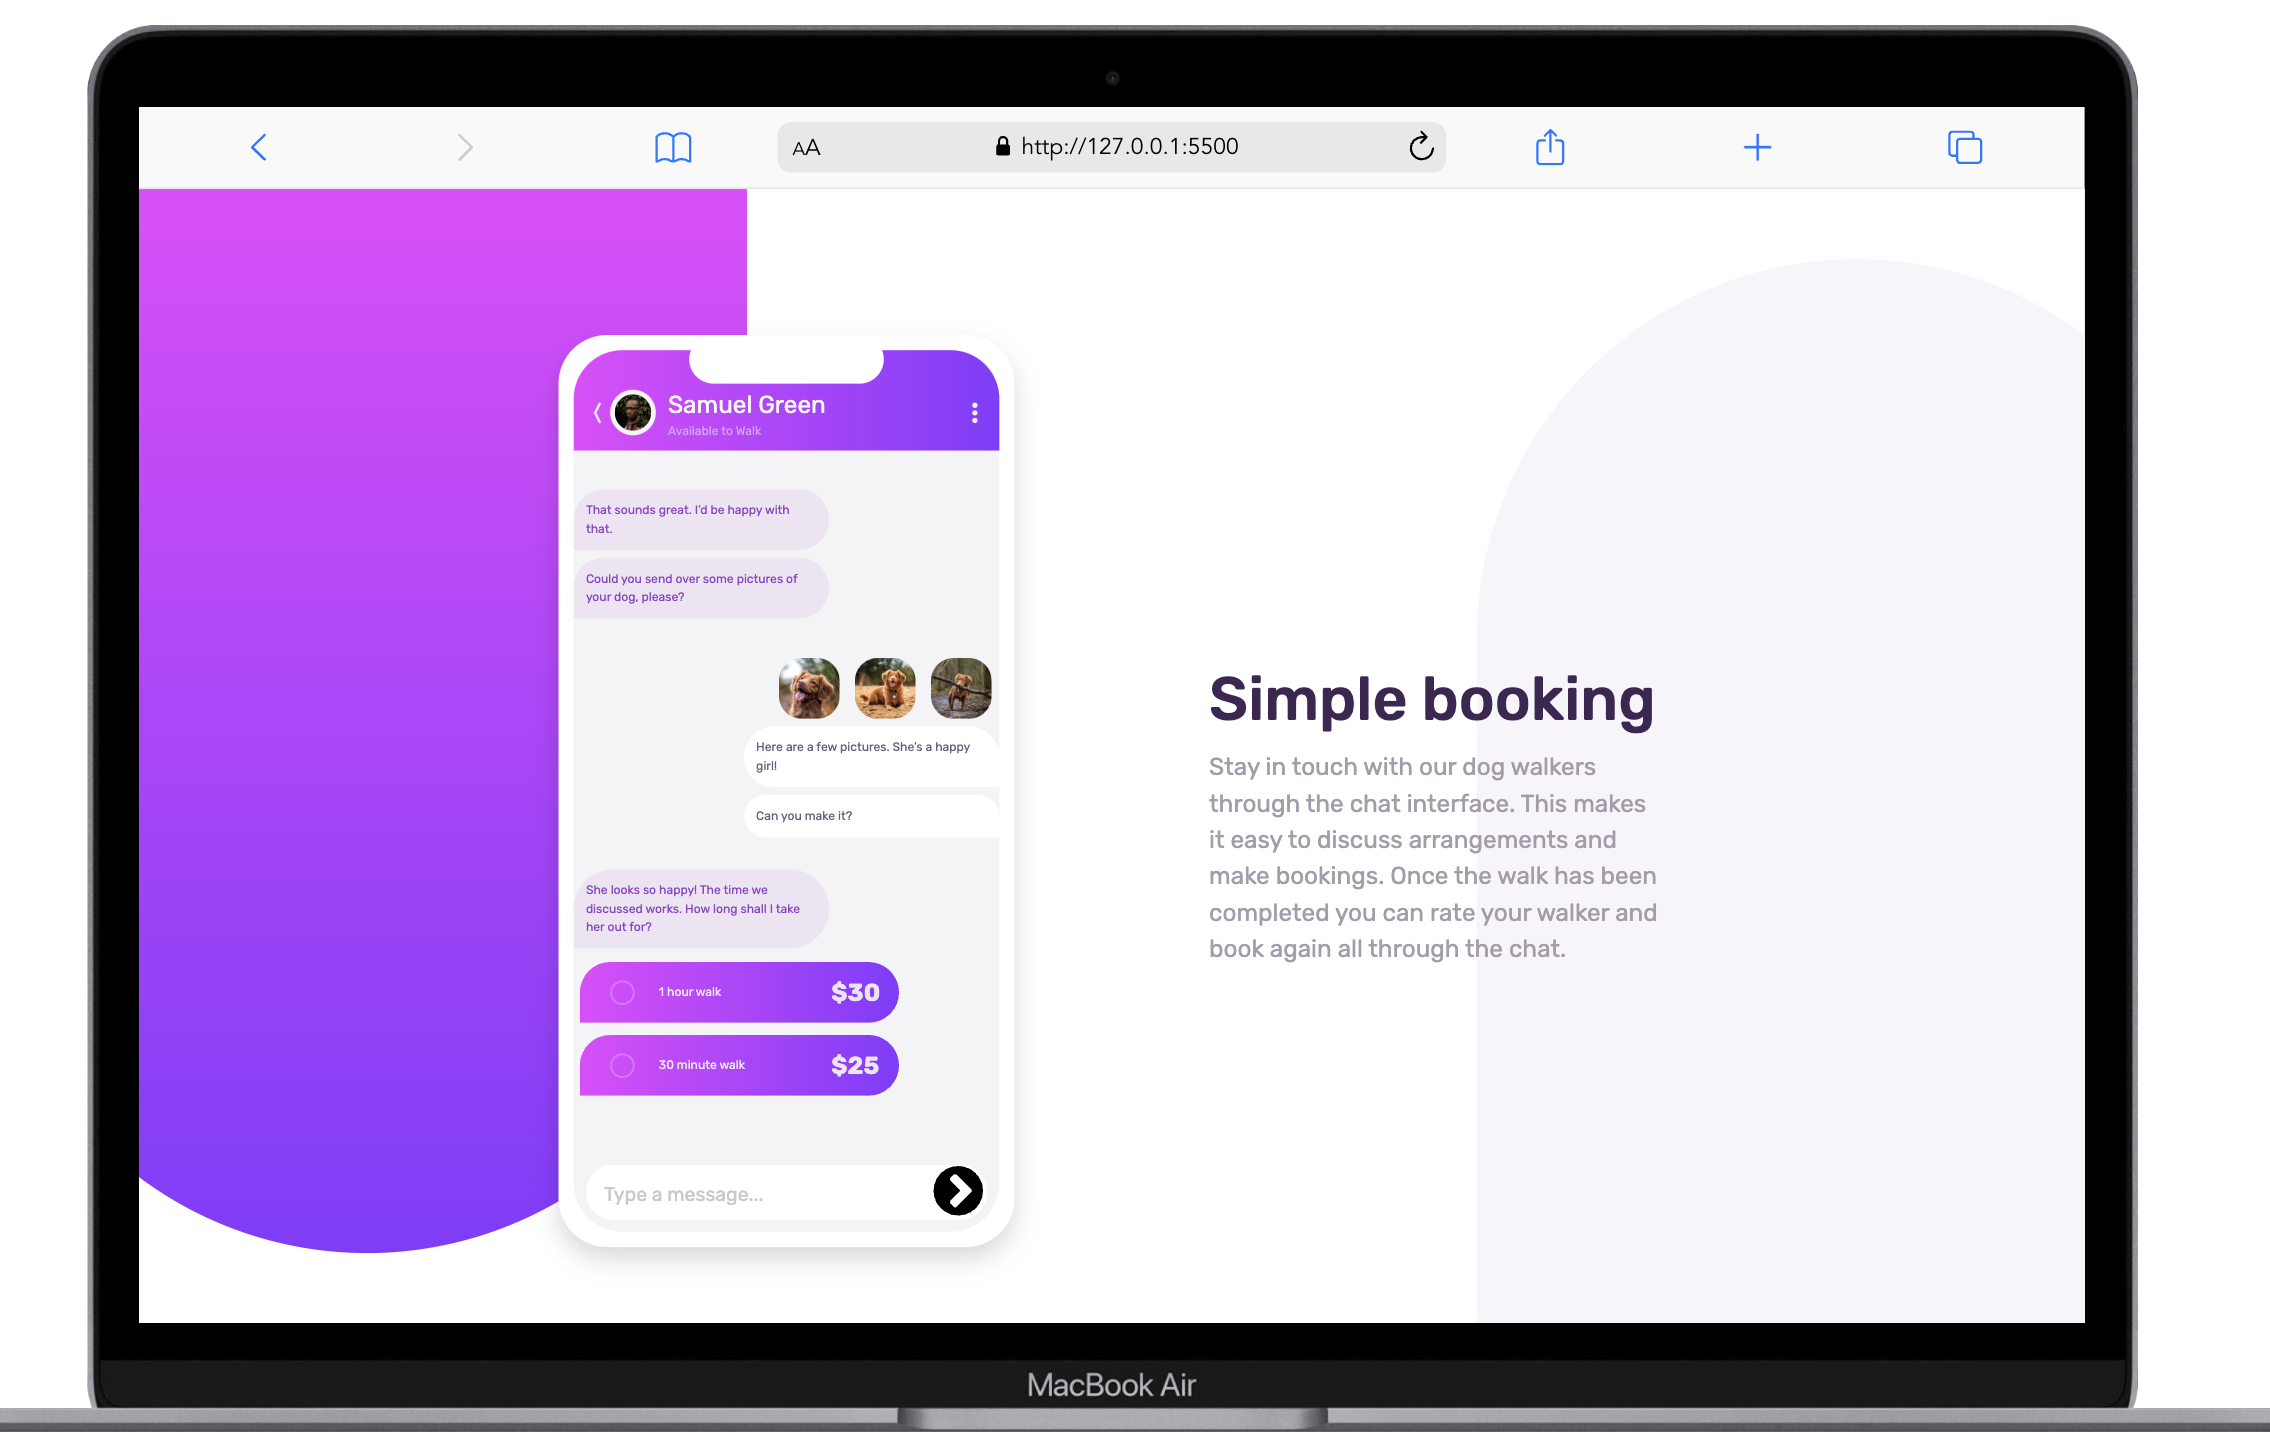 AA
http://127.0.0.1:5500
Samuel Green
Available to Walk
That sounds great. I'd be happy with
that.
Could you send over some pictures of
your dog, please?
Here are a few pictures. She's a happy
girl!
Can you make it?
She looks so happy! The time we
discussed works. How long shall I take
her out for?
1 hour walk
$30
30 minute walk
$25
Type a message...
Simple booking
Stay in touch with our dog walkers
through the chat interface. This makes
it easy to discuss arrangements and
make bookings. Once the walk has been
completed you can rate your walker and
book again all through the chat.
MacBook Air